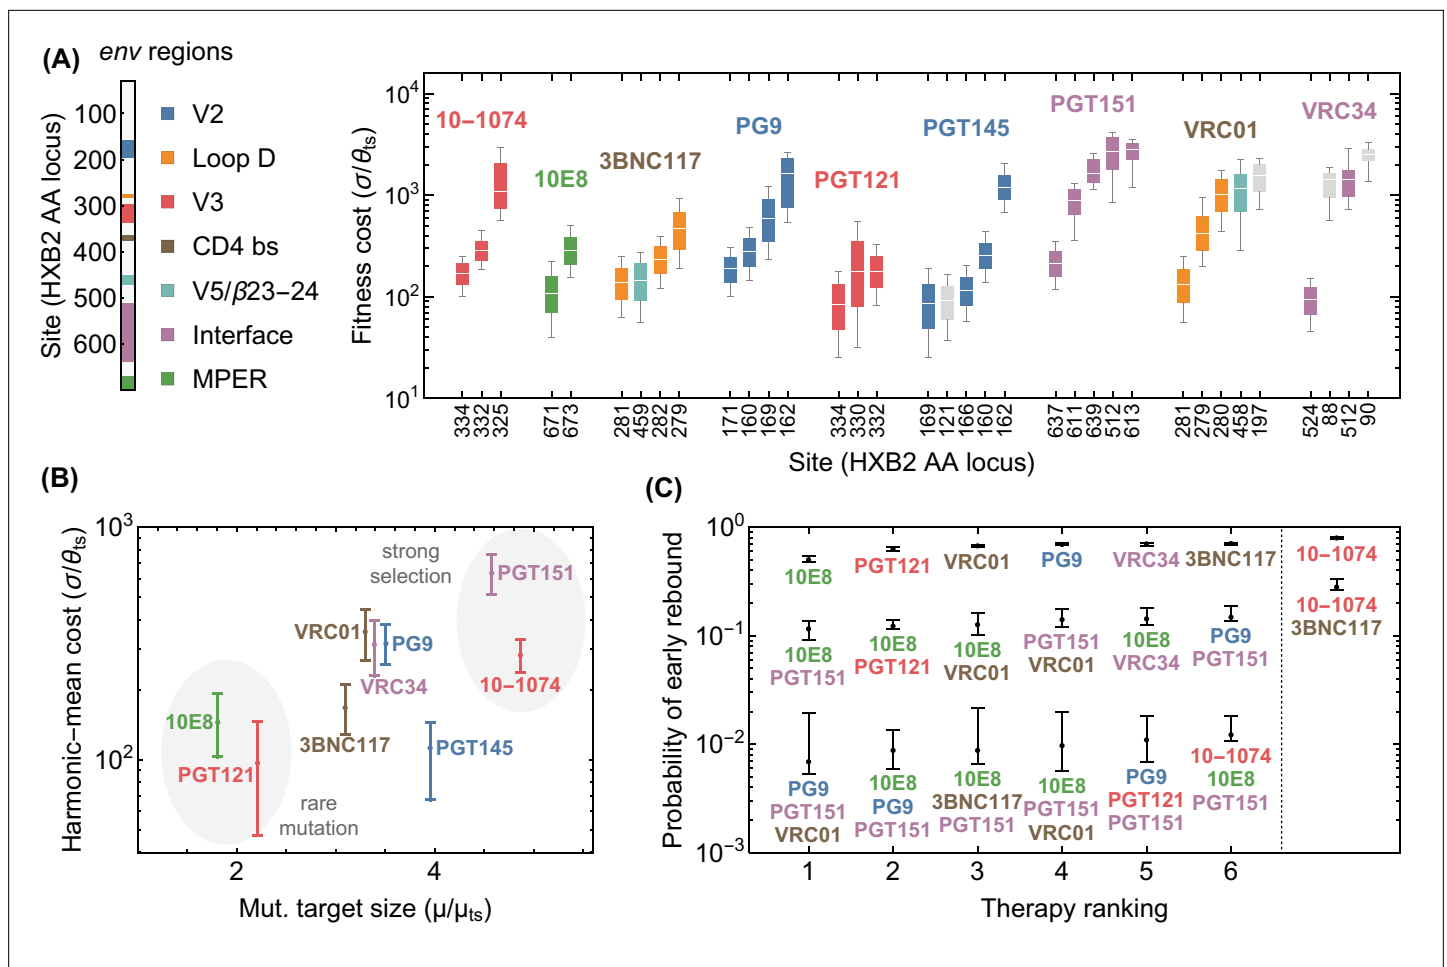 (A)
env regions
Site (HXB2 AA locus)
100
200
300
400
500
600
V2
Loop D
V3
CD4 bs
V5/β23−24
Interface
MPER
Fitness cost (σ/θts)
10^4
10^3
10^2
10^1
10−1074
10E8
3BNC117
PG9
PGT121
PGT145
PGT151
VRC01
VRC34
334 332 325
671 673
281 459 282 279
171 160 169 162
334 330 332
169 121 166 160 162
637 611 639 512 613
281 279 280 458 197
524 88 512 90
Site (HXB2 AA locus)
(B)
Harmonic−mean cost (σ/θts)
10^3
10^2
strong
selection
PGT151
VRC01
PG9
VRC34
10−1074
10E8
3BNC117
PGT145
PGT121
rare
mutation
2 4
Mut. target size (μ/μts)
(C)
Probability of early rebound
10^0
10^−1
10^−2
10^−3
10E8
PGT121
VRC01
PG9
VRC34
3BNC117
10−1074
10E8
PGT151
10E8
PGT121
10E8
VRC01
PGT151
VRC01
10E8
VRC34
PG9
PGT151
10−1074
3BNC117
PG9
PGT151
VRC01
10E8
PG9
PGT151
10E8
3BNC117
PGT151
10E8
PGT151
VRC01
PG9
PGT121
PGT151
10−1074
10E8
PGT151
1 2 3 4 5 6
Therapy ranking